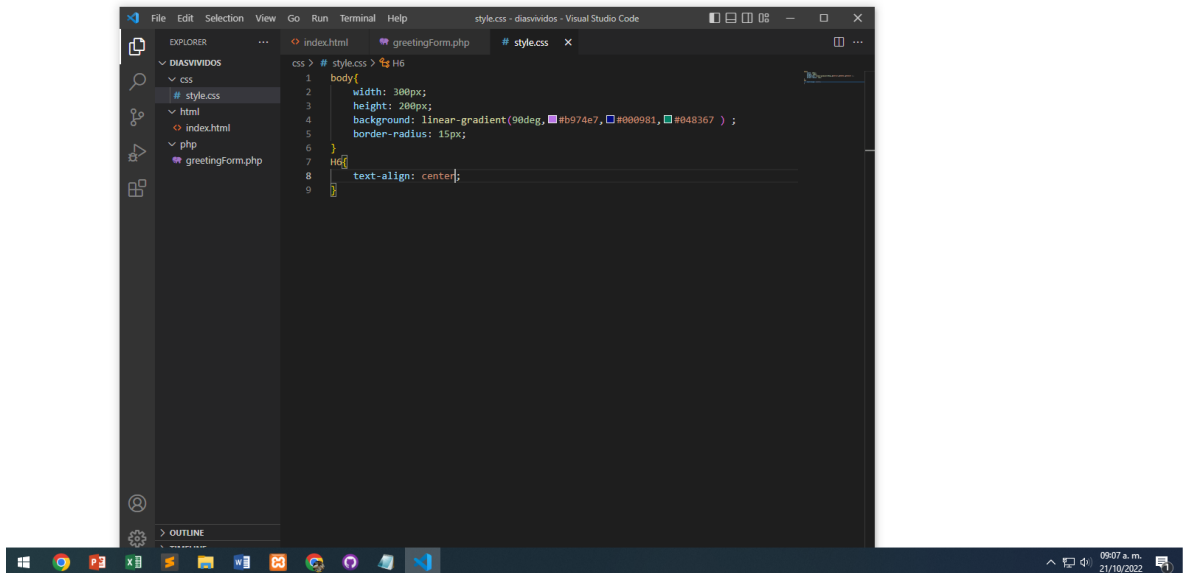 File Edit Selection View Go Run Terminal Help
style.css - diasvividos - Visual Studio Code
EXPLORER
index.html
greetingForm.php
# style.css
DIASVIVIDOS
css
# style.css
html
index.html
php
greetingForm.php
css > # style.css > H6
1 body{
2 width: 300px;
3 height: 200px;
4 background: linear-gradient(90deg,#b974e7,#000981,#048367 ) ;
5 border-radius: 15px;
6 }
7 H6{
8 text-align: center;
9 }
OUTLINE
09:07 a. m.
21/10/2022